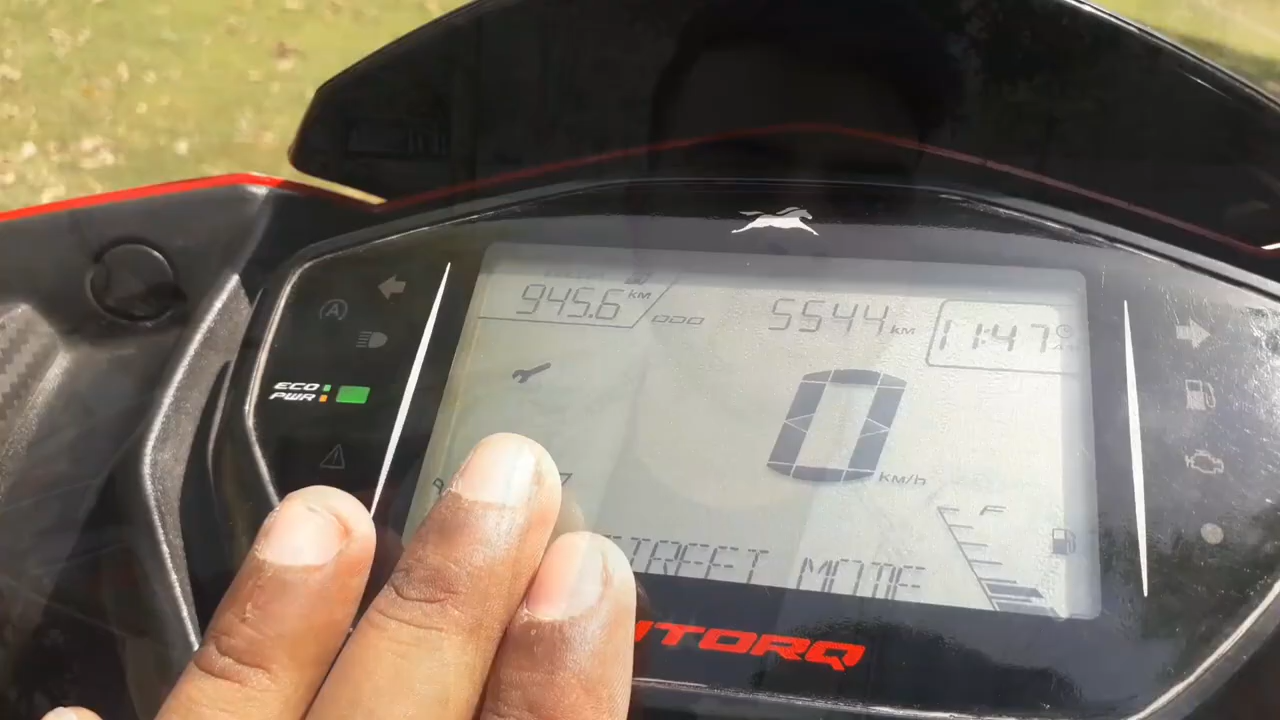 945.6 km
5544 km
11:47
ECO
PWR
0 km/h
F
STREET MODE
NTORQ